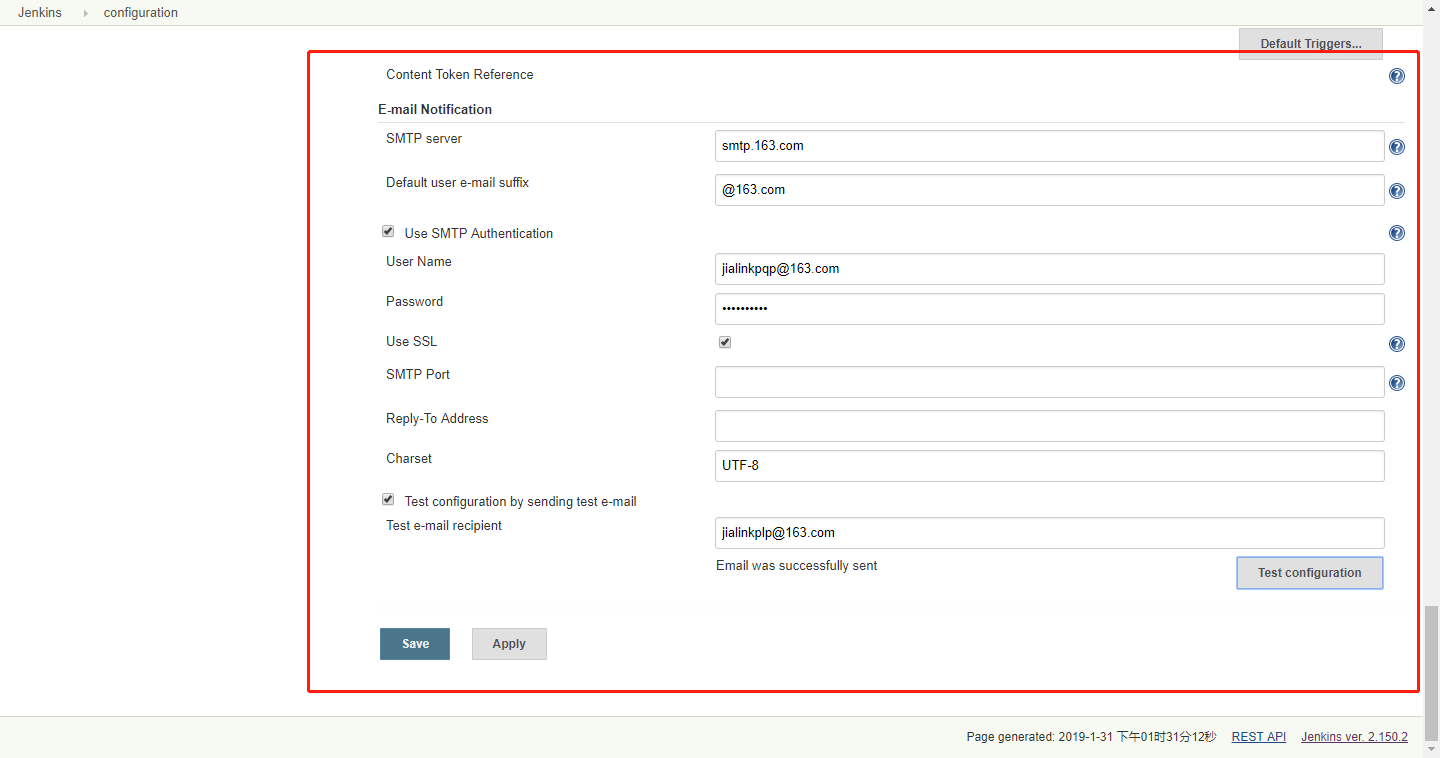 Jenkins configuration
Default Triggers...
Content Token Reference
E-mail Notification
SMTP server smtp.163.com
Default user e-mail suffix @163.com
Use SMTP Authentication
User Name jialinkpqp@163.com
Password ••••••••••
Use SSL
SMTP Port
Reply-To Address
Charset UTF-8
Test configuration by sending test e-mail
Test e-mail recipient jialinkplp@163.com
Email was successfully sent Test configuration
Save Apply
Page generated: 2019-1-31 下午01时31分12秒 REST API Jenkins ver. 2.150.2